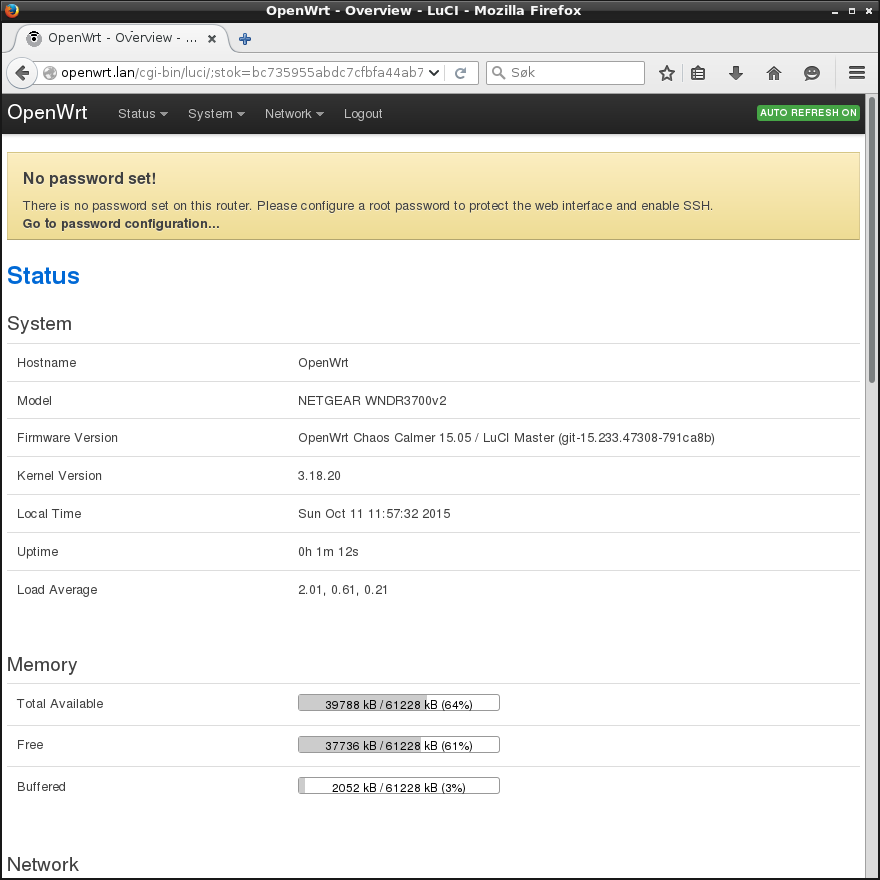 OpenWrt - Overview - LuCI - Mozilla Firefox
OpenWrt - Overview - ...
openwrt.lan/cgi-bin/luci/;stok=bc735955abdc7cfbfa44ab7
Søk
OpenWrt Status System Network Logout AUTO REFRESH ON
No password set!
There is no password set on this router. Please configure a root password to protect the web interface and enable SSH.
Go to password configuration...
Status
System
Hostname OpenWrt
Model NETGEAR WNDR3700v2
Firmware Version OpenWrt Chaos Calmer 15.05 / LuCI Master (git-15.233.47308-791ca8b)
Kernel Version 3.18.20
Local Time Sun Oct 11 11:57:32 2015
Uptime 0h 1m 12s
Load Average 2.01, 0.61, 0.21
Memory
Total Available 39788 kB / 61228 kB (64%)
Free 37736 kB / 61228 kB (61%)
Buffered 2052 kB / 61228 kB (3%)
Network